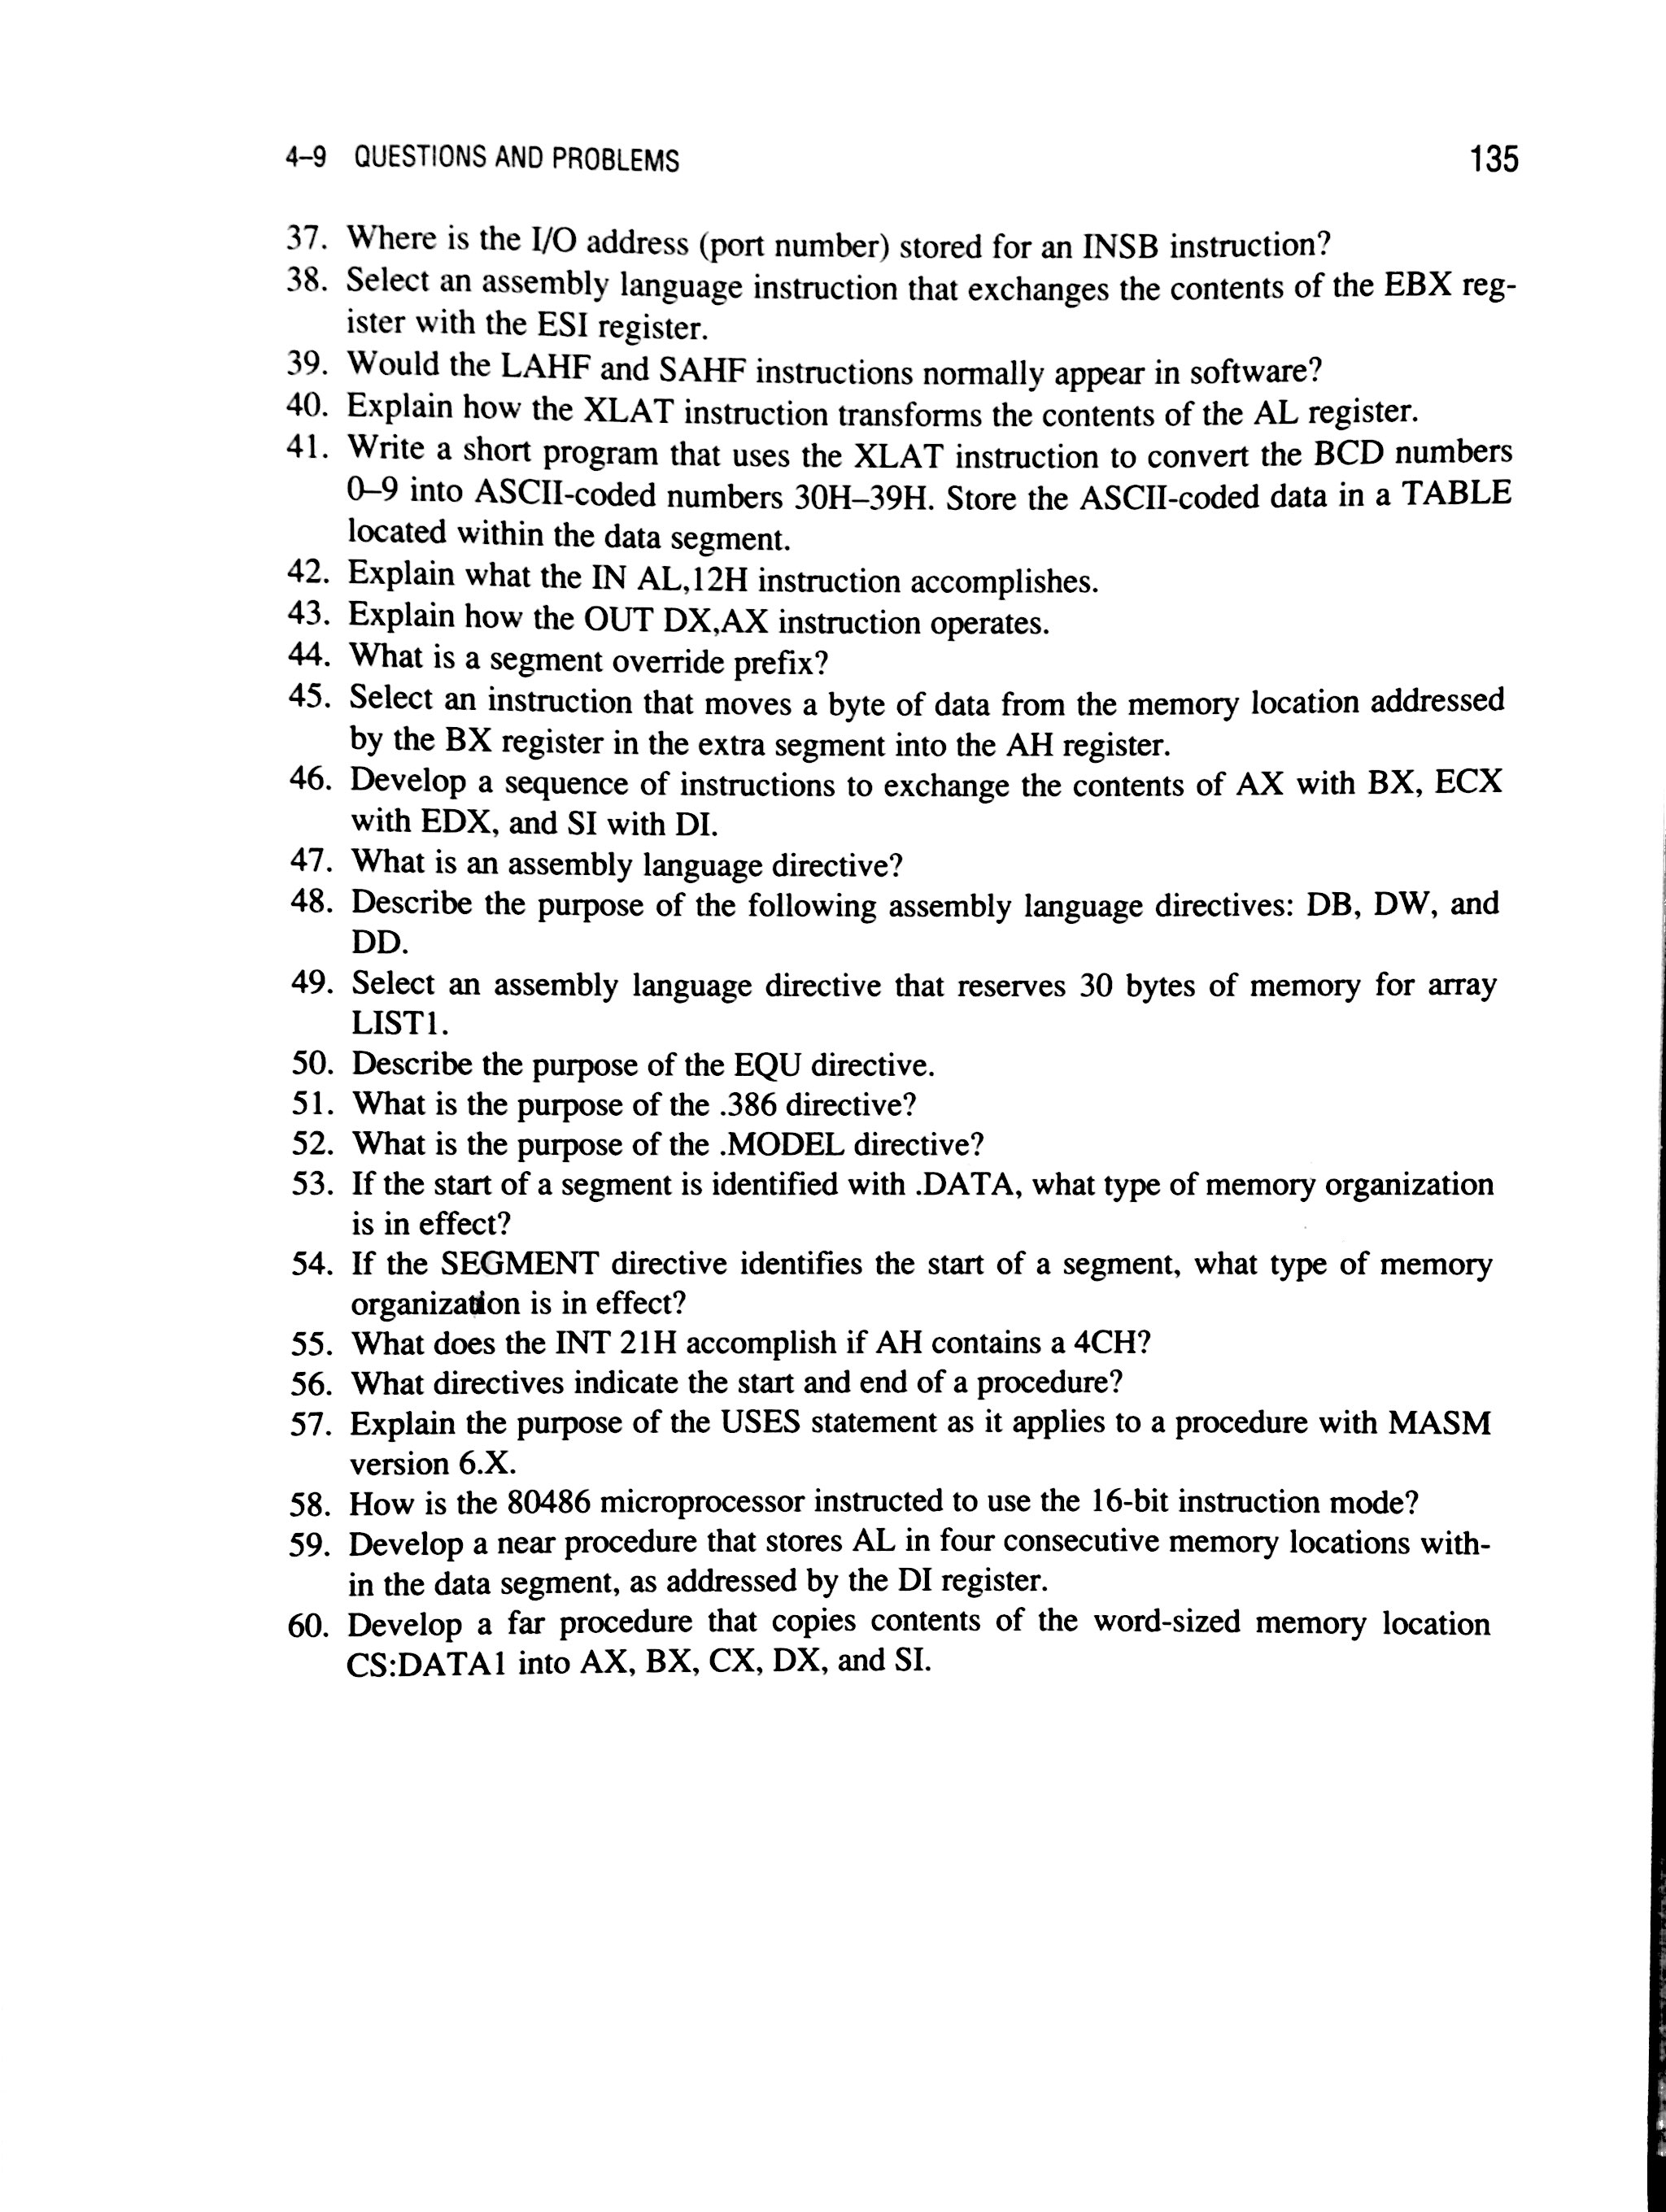 4–9 QUESTIONS AND PROBLEMS 135
37. Where is the I/O address (port number) stored for an INSB instruction?
38. Select an assembly language instruction that exchanges the contents of the EBX reg-
ister with the ESI register.
39. Would the LAHF and SAHF instructions normally appear in software?
40. Explain how the XLAT instruction transforms the contents of the AL register.
41. Write a short program that uses the XLAT instruction to convert the BCD numbers
0–9 into ASCII-coded numbers 30H–39H. Store the ASCII-coded data in a TABLE
located within the data segment.
42. Explain what the IN AL,12H instruction accomplishes.
43. Explain how the OUT DX,AX instruction operates.
44. What is a segment override prefix?
45. Select an instruction that moves a byte of data from the memory location addressed
by the BX register in the extra segment into the AH register.
46. Develop a sequence of instructions to exchange the contents of AX with BX, ECX
with EDX, and SI with DI.
47. What is an assembly language directive?
48. Describe the purpose of the following assembly language directives: DB, DW, and
DD.
49. Select an assembly language directive that reserves 30 bytes of memory for array
LIST1.
50. Describe the purpose of the EQU directive.
51. What is the purpose of the .386 directive?
52. What is the purpose of the .MODEL directive?
53. If the start of a segment is identified with .DATA, what type of memory organization
is in effect?
54. If the SEGMENT directive identifies the start of a segment, what type of memory
organization is in effect?
55. What does the INT 21H accomplish if AH contains a 4CH?
56. What directives indicate the start and end of a procedure?
57. Explain the purpose of the USES statement as it applies to a procedure with MASM
version 6.X.
58. How is the 80486 microprocessor instructed to use the 16-bit instruction mode?
59. Develop a near procedure that stores AL in four consecutive memory locations with-
in the data segment, as addressed by the DI register.
60. Develop a far procedure that copies contents of the word-sized memory location
CS:DATA1 into AX, BX, CX, DX, and SI.